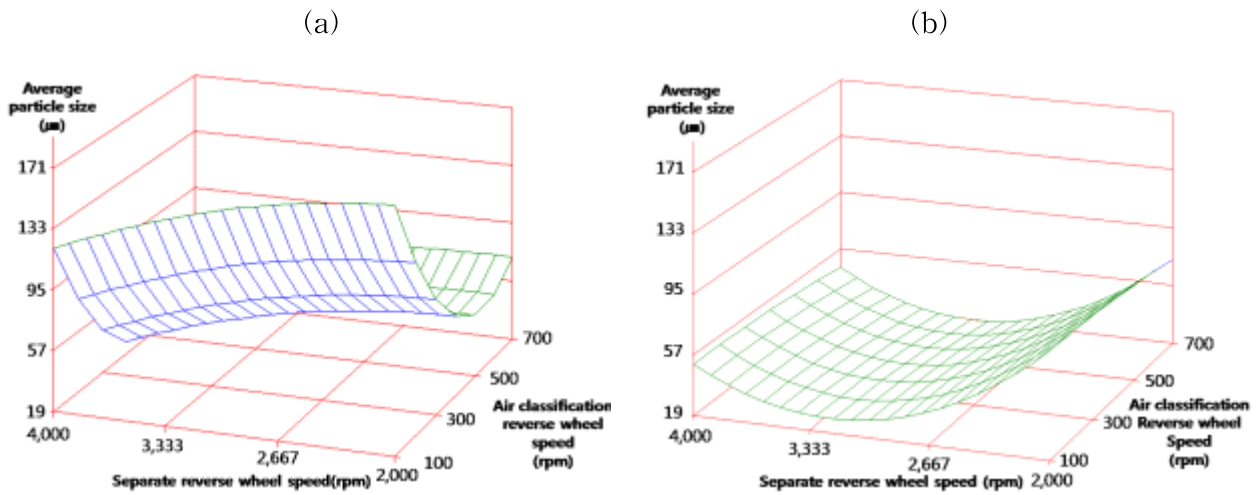 (a)
(b)
Average
particle size
(㎛)
171
133
95
57
19
4,000
3,333
2,667
2,000
100
300
500
700
Separate reverse wheel speed(rpm)
Air classification
reverse wheel
speed
(rpm)
Average
particle size
(㎛)
171
133
95
57
19
4,000
3,333
2,667
2,000
100
300
500
700
Separate reverse wheel speed (rpm)
Air classification
Reverse wheel
Speed
(rpm)